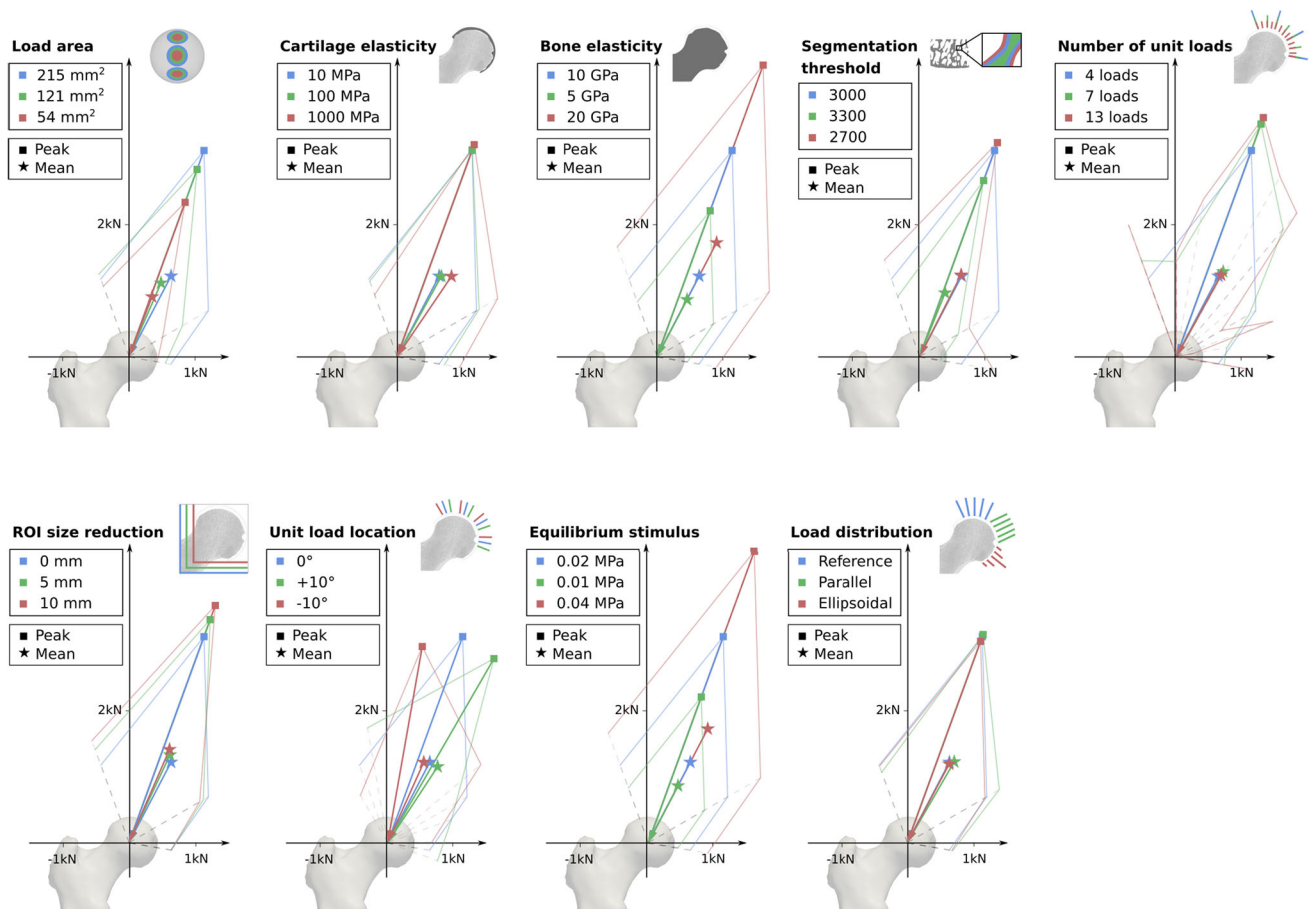 Load area
215 mm²
121 mm²
54 mm²
Peak
Mean
2kN
-1kN
1kN
Cartilage elasticity
10 MPa
100 MPa
1000 MPa
Peak
Mean
2kN
-1kN
1kN
Bone elasticity
10 GPa
5 GPa
20 GPa
Peak
Mean
2kN
-1kN
1kN
Segmentation
threshold
3000
3300
2700
Peak
Mean
2kN
-1kN
1kN
Number of unit loads
4 loads
7 loads
13 loads
Peak
Mean
2kN
-1kN
1kN
ROI size reduction
0 mm
5 mm
10 mm
Peak
Mean
2kN
-1kN
1kN
Unit load location
0°
+10°
-10°
Peak
Mean
2kN
-1kN
1kN
Equilibrium stimulus
0.02 MPa
0.01 MPa
0.04 MPa
Peak
Mean
2kN
-1kN
1kN
Load distribution
Reference
Parallel
Ellipsoidal
Peak
Mean
2kN
-1kN
1kN